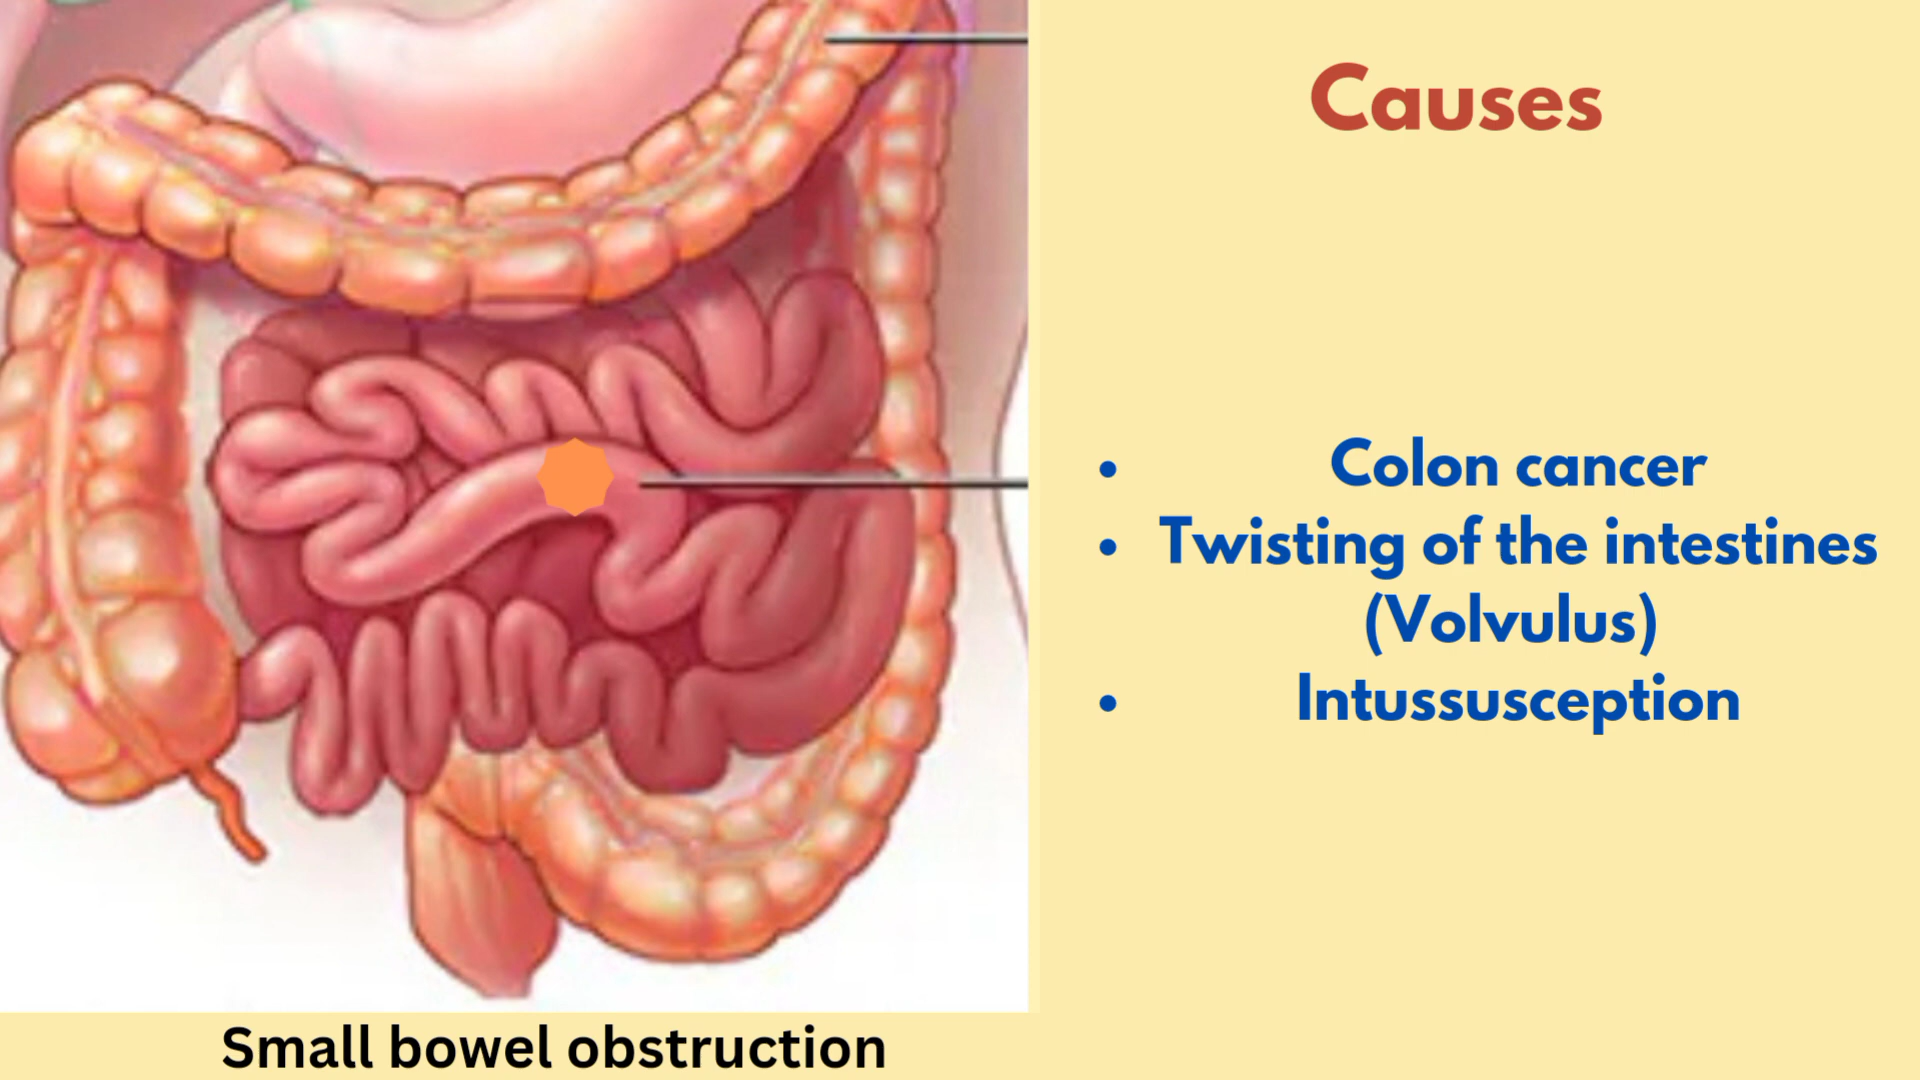 Causes
• Colon cancer
• Twisting of the intestines
(Volvulus)
• Intussusception
Small bowel obstruction